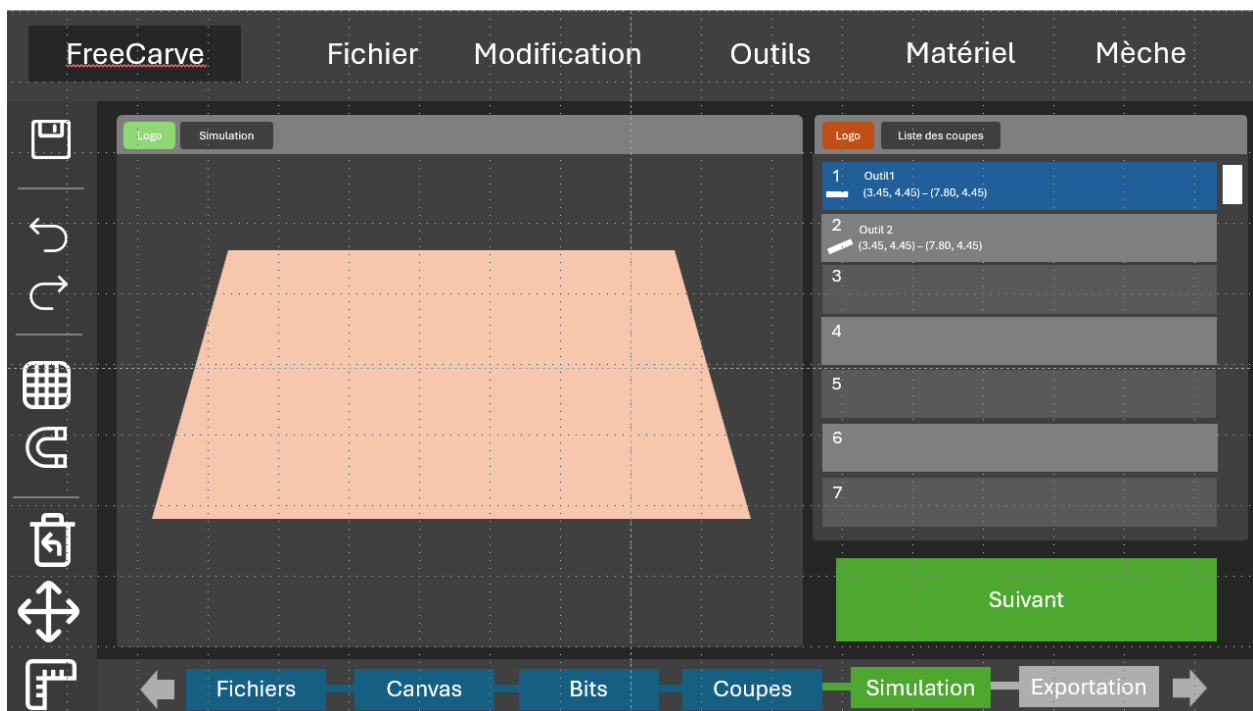 FreeCarve Fichier Modification Outils Matériel Mèche
Logo Simulation
Logo Liste des coupes
1 Outil1
(3.45, 4.45) – (7.80, 4.45)
2 Outil 2
(3.45, 4.45) – (7.80, 4.45)
3
4
5
6
7
Suivant
Fichiers Canvas Bits Coupes Simulation Exportation